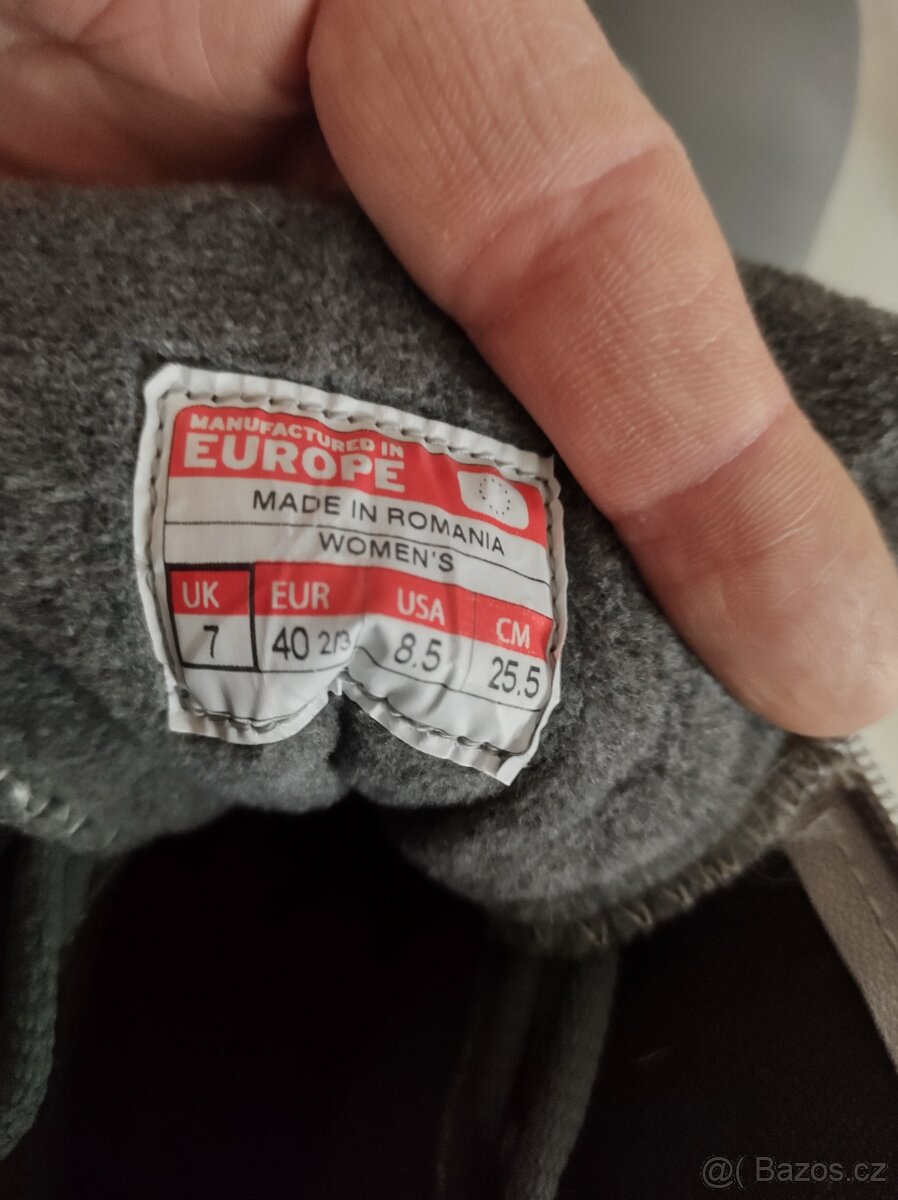 MANUFACTURED IN
EUROPE
MADE IN ROMANIA
WOMEN'S
UK EUR USA CM
7 40 2/3 8.5 25.5
@( Bazos.cz